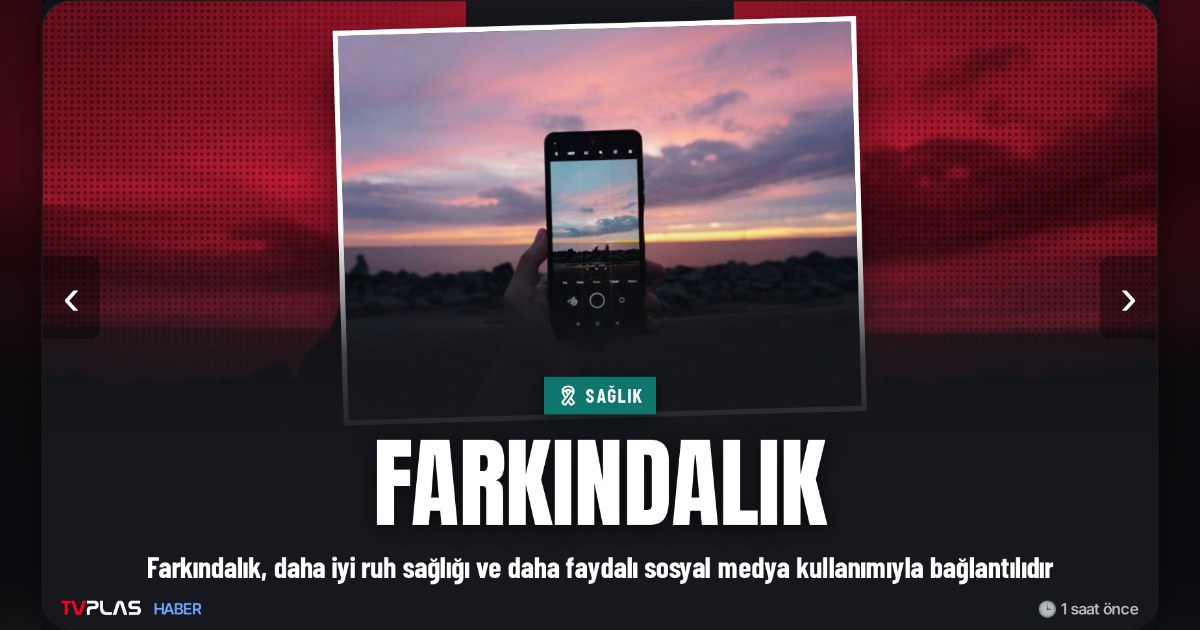 SAĞLIK
FARKINDALIK
Farkındalık, daha iyi ruh sağlığı ve daha faydalı sosyal medya kullanımıyla bağlantılıdır
TVPLAS HABER
1 saat önce